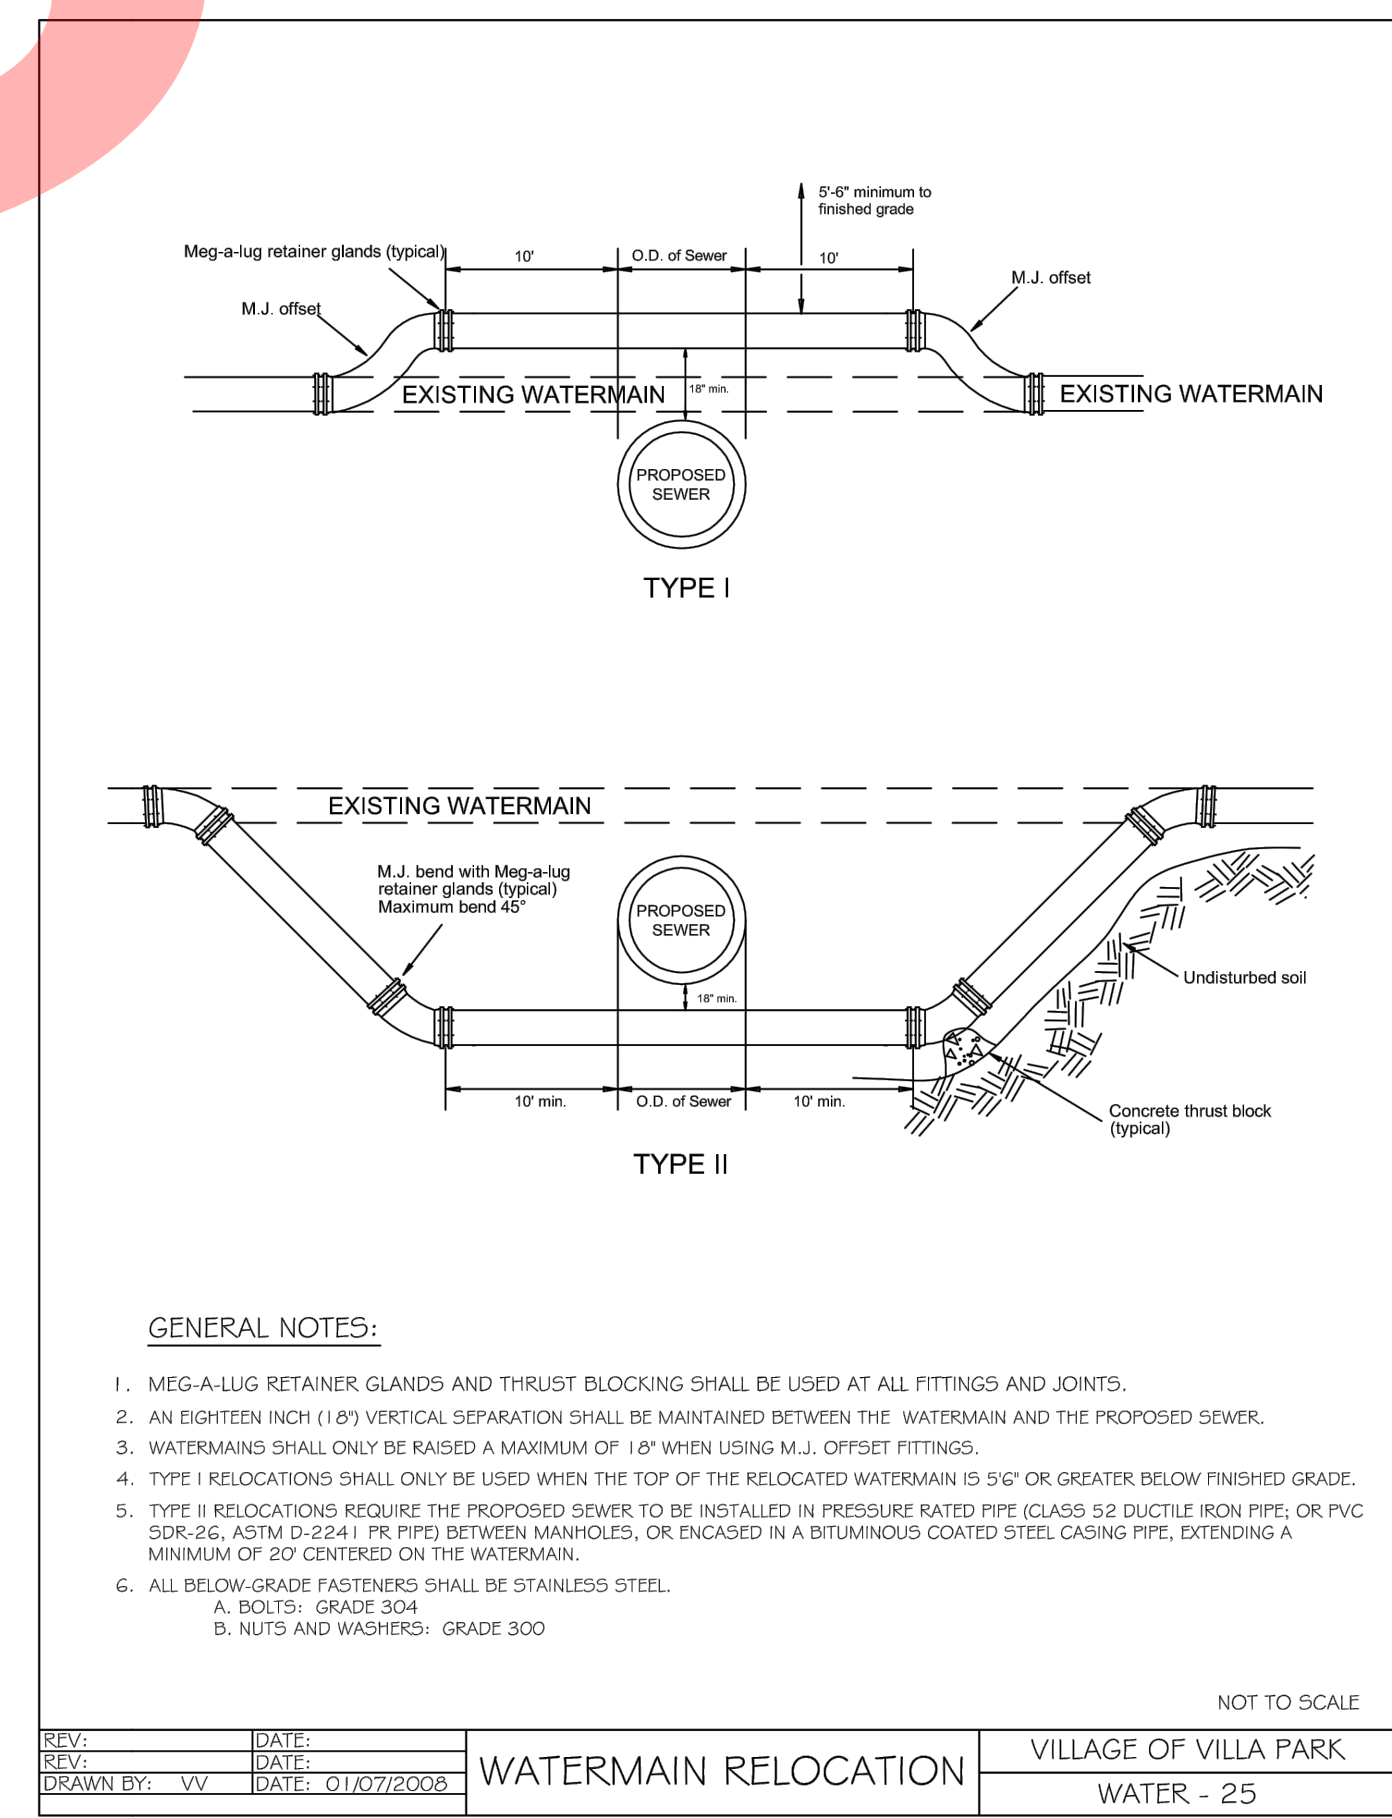 5'-6" minimum to
finished grade
Meg-a-lug retainer glands (typical)
10'
O.D. of Sewer
10'
M.J. offset
M.J. offset
EXISTING WATERMAIN
18" min.
EXISTING WATERMAIN
PROPOSED
SEWER
TYPE I
EXISTING WATERMAIN
M.J. bend with Meg-a-lug
retainer glands (typical)
Maximum bend 45°
PROPOSED
SEWER
Undisturbed soil
18" min.
10' min.
O.D. of Sewer
10' min.
Concrete thrust block
(typical)
TYPE II
GENERAL NOTES:
1. MEG-A-LUG RETAINER GLANDS AND THRUST BLOCKING SHALL BE USED AT ALL FITTINGS AND JOINTS.
2. AN EIGHTEEN INCH (18") VERTICAL SEPARATION SHALL BE MAINTAINED BETWEEN THE WATERMAIN AND THE PROPOSED SEWER.
3. WATERMAINS SHALL ONLY BE RAISED A MAXIMUM OF 18" WHEN USING M.J. OFFSET FITTINGS.
4. TYPE I RELOCATIONS SHALL ONLY BE USED WHEN THE TOP OF THE RELOCATED WATERMAIN IS 5'6" OR GREATER BELOW FINISHED GRADE.
5. TYPE II RELOCATIONS REQUIRE THE PROPOSED SEWER TO BE INSTALLED IN PRESSURE RATED PIPE (CLASS 52 DUCTILE IRON PIPE; OR PVC
SDR-26, ASTM D-2241 PR PIPE) BETWEEN MANHOLES, OR ENCASED IN A BITUMINOUS COATED STEEL CASING PIPE, EXTENDING A
MINIMUM OF 20' CENTERED ON THE WATERMAIN.
6. ALL BELOW-GRADE FASTENERS SHALL BE STAINLESS STEEL.
A. BOLTS: GRADE 304
B. NUTS AND WASHERS: GRADE 300
NOT TO SCALE
REV: DATE:
REV: DATE:
DRAWN BY: VV DATE: 01/07/2008
WATERMAIN RELOCATION
VILLAGE OF VILLA PARK
WATER - 25